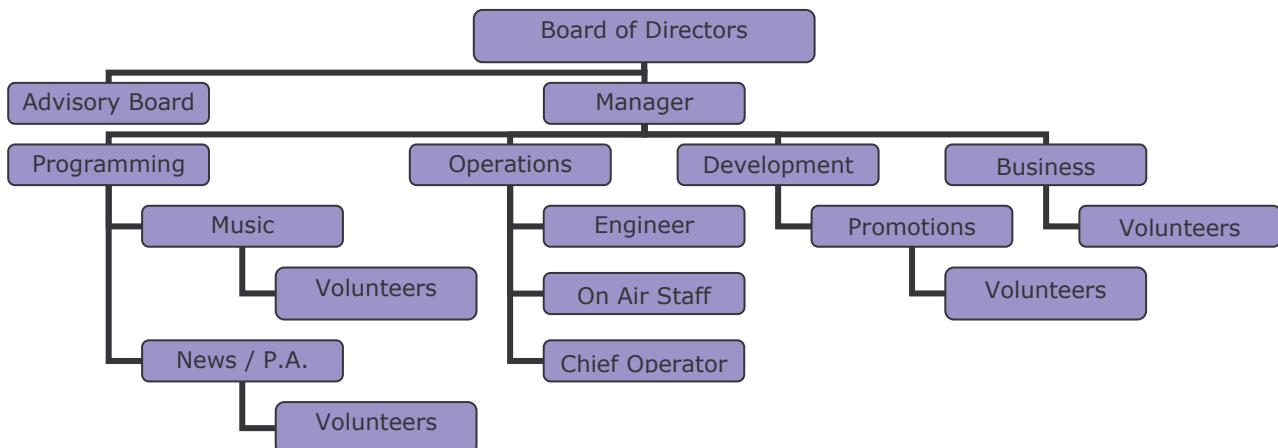 Board of Directors
Advisory Board
Manager
Programming
Operations
Development
Business
Music
Engineer
Promotions
Volunteers
Volunteers
On Air Staff
Volunteers
News / P.A.
Chief Operator
Volunteers